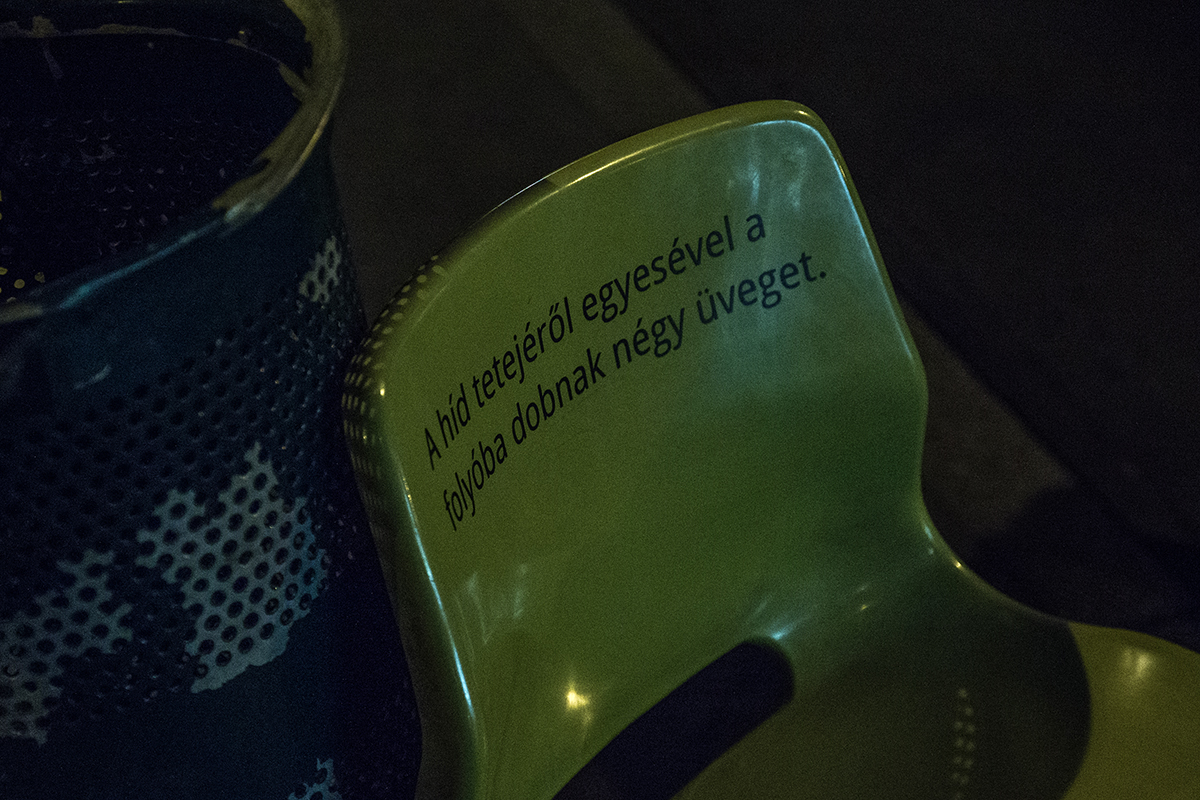 A híd tetejéről egyesével a
folyóba dobnak négy üveget.